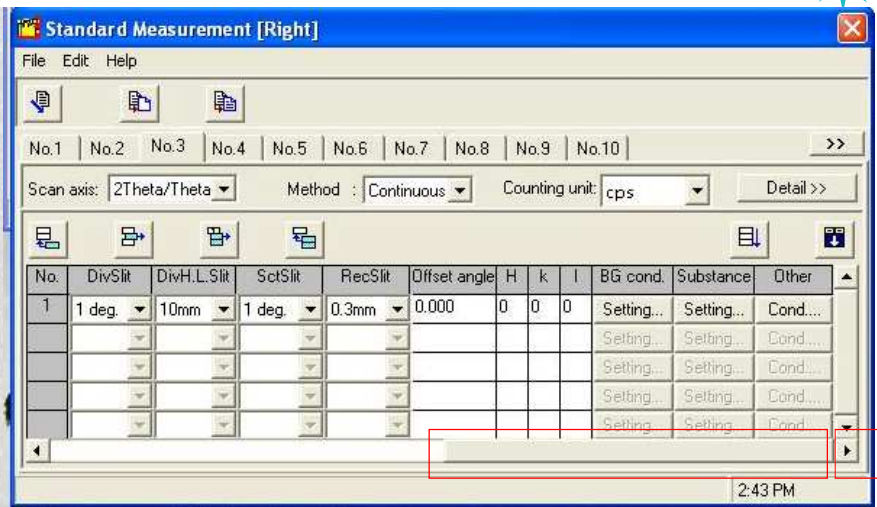 Standard Measurement [Right]
File Edit Help
No.1 No.2 No.3 No.4 No.5 No.6 No.7 No.8 No.9 No.10 >>
Scan axis: 2Theta/Theta Method : Continuous Counting unit: cps Detail >>
No. DivSlit DivH.L.Slit SctSlit RecSlit Offset angle H k l BG cond. Substance Other
1 1 deg. 10mm 1 deg. 0.3mm 0.000 0 0 0 Setting... Setting... Cond....
Setting... Setting... Cond....
Setting... Setting... Cond....
Setting... Setting... Cond....
Setting... Setting... Cond....
2:43 PM